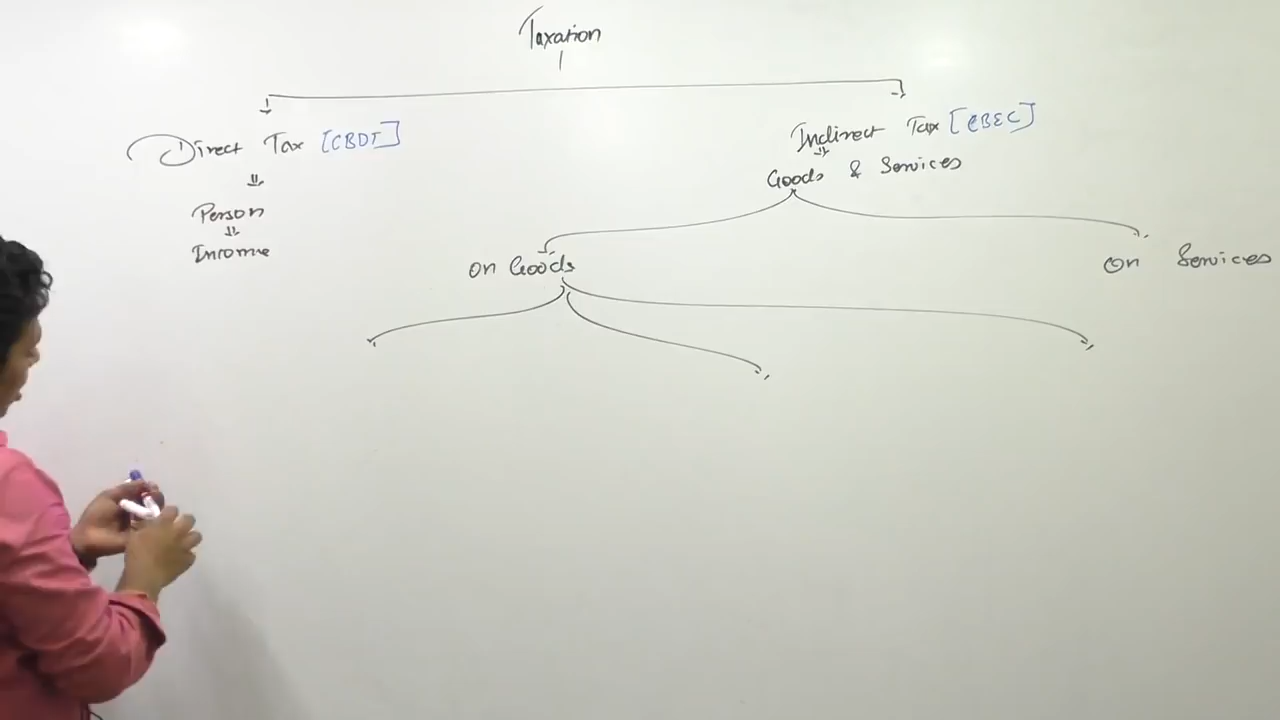 Taxation
Direct Tax [CBDT]
Person
Income
Indirect Tax [CBEC]
Goods & Services
on Goods
On Services